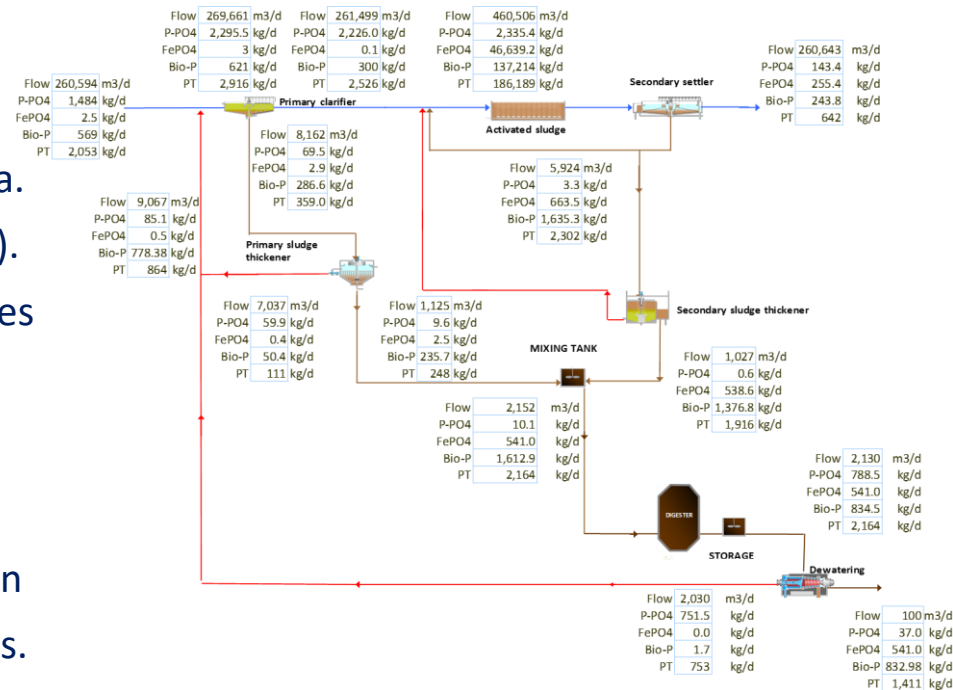 a.
).
es
n
s.
Flow 260,594 m3/d
P-PO4 1,484 kg/d
FePO4 2.5 kg/d
Bio-P 569 kg/d
PT 2,053 kg/d
Flow 269,661 m3/d
P-PO4 2,295.5 kg/d
FePO4 3 kg/d
Bio-P 621 kg/d
PT 2,916 kg/d
Flow 261,499 m3/d
P-PO4 2,226.0 kg/d
FePO4 0.1 kg/d
Bio-P 300 kg/d
PT 2,526 kg/d
Flow 460,506 m3/d
P-PO4 2,335.4 kg/d
FePO4 46,639.2 kg/d
Bio-P 137,214 kg/d
PT 186,189 kg/d
Flow 260,643 m3/d
P-PO4 143.4 kg/d
FePO4 255.4 kg/d
Bio-P 243.8 kg/d
PT 642 kg/d
Primary clarifier
Activated sludge
Secondary settler
Flow 8,162 m3/d
P-PO4 69.5 kg/d
FePO4 2.9 kg/d
Bio-P 286.6 kg/d
PT 359.0 kg/d
Flow 5,924 m3/d
P-PO4 3.3 kg/d
FePO4 663.5 kg/d
Bio-P 1,635.3 kg/d
PT 2,302 kg/d
Flow 9,067 m3/d
P-PO4 85.1 kg/d
FePO4 0.5 kg/d
Bio-P 778.38 kg/d
PT 864 kg/d
Primary sludge
thickener
Flow 7,037 m3/d
P-PO4 59.9 kg/d
FePO4 0.4 kg/d
Bio-P 50.4 kg/d
PT 111 kg/d
Flow 1,125 m3/d
P-PO4 9.6 kg/d
FePO4 2.5 kg/d
Bio-P 235.7 kg/d
PT 248 kg/d
Secondary sludge thickener
MIXING TANK
Flow 1,027 m3/d
P-PO4 0.6 kg/d
FePO4 538.6 kg/d
Bio-P 1,376.8 kg/d
PT 1,916 kg/d
Flow 2,152 m3/d
P-PO4 10.1 kg/d
FePO4 541.0 kg/d
Bio-P 1,612.9 kg/d
PT 2,164 kg/d
Flow 2,130 m3/d
P-PO4 788.5 kg/d
FePO4 541.0 kg/d
Bio-P 834.5 kg/d
PT 2,164 kg/d
DIGESTER
STORAGE
Dewatering
Flow 2,030 m3/d
P-PO4 751.5 kg/d
FePO4 0.0 kg/d
Bio-P 1.7 kg/d
PT 753 kg/d
Flow 100 m3/d
P-PO4 37.0 kg/d
FePO4 541.0 kg/d
Bio-P 832.98 kg/d
PT 1,411 kg/d